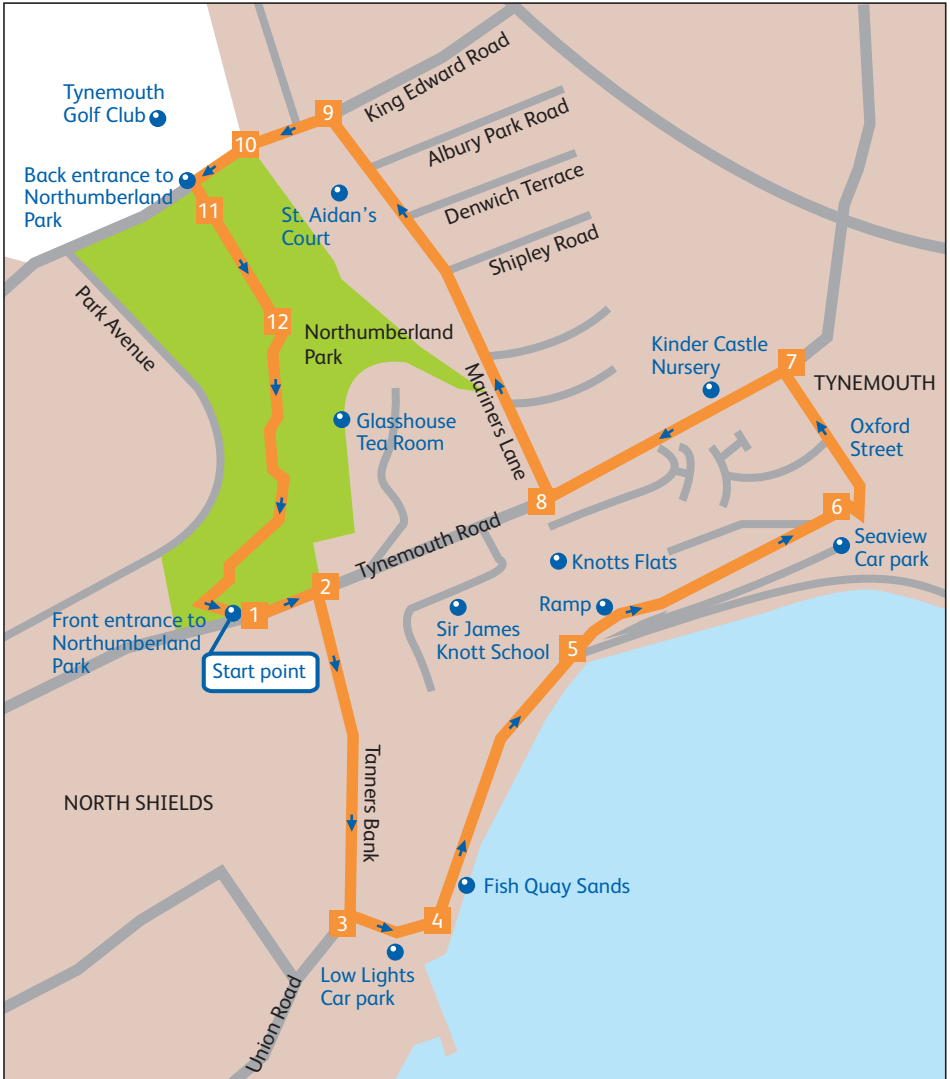 King Edward Road
9
Tynemouth
Golf Club
Albury Park Road
10
Back entrance to
Northumberland
Park
Denwich Terrace
St. Aidan's
Court
11
Shipley Road
Park Avenue
12
Northumberland
Park
Kinder Castle
Nursery
7
TYNEMOUTH
Mariners Lane
Glasshouse
Tea Room
Oxford
Street
8
6
Tynemouth Road
Seaview
Car park
Knotts Flats
2
Front entrance to
Northumberland
Park
1
Ramp
Sir James
Knott School
5
Start point
NORTH SHIELDS
Tanners Bank
Fish Quay Sands
3
4
Low Lights
Car park
Union Road